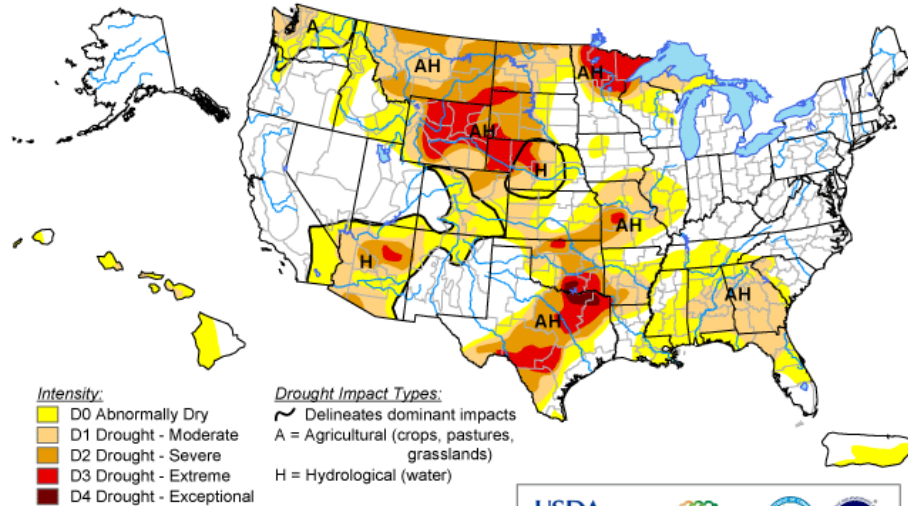 A
AH
AH
AH
H
AH
H
AH
AH
Intensity:
D0 Abnormally Dry
D1 Drought - Moderate
D2 Drought - Severe
D3 Drought - Extreme
D4 Drought - Exceptional
Drought Impact Types:
Delineates dominant impacts
A = Agricultural (crops, pastures,
grasslands)
H = Hydrological (water)
USDA